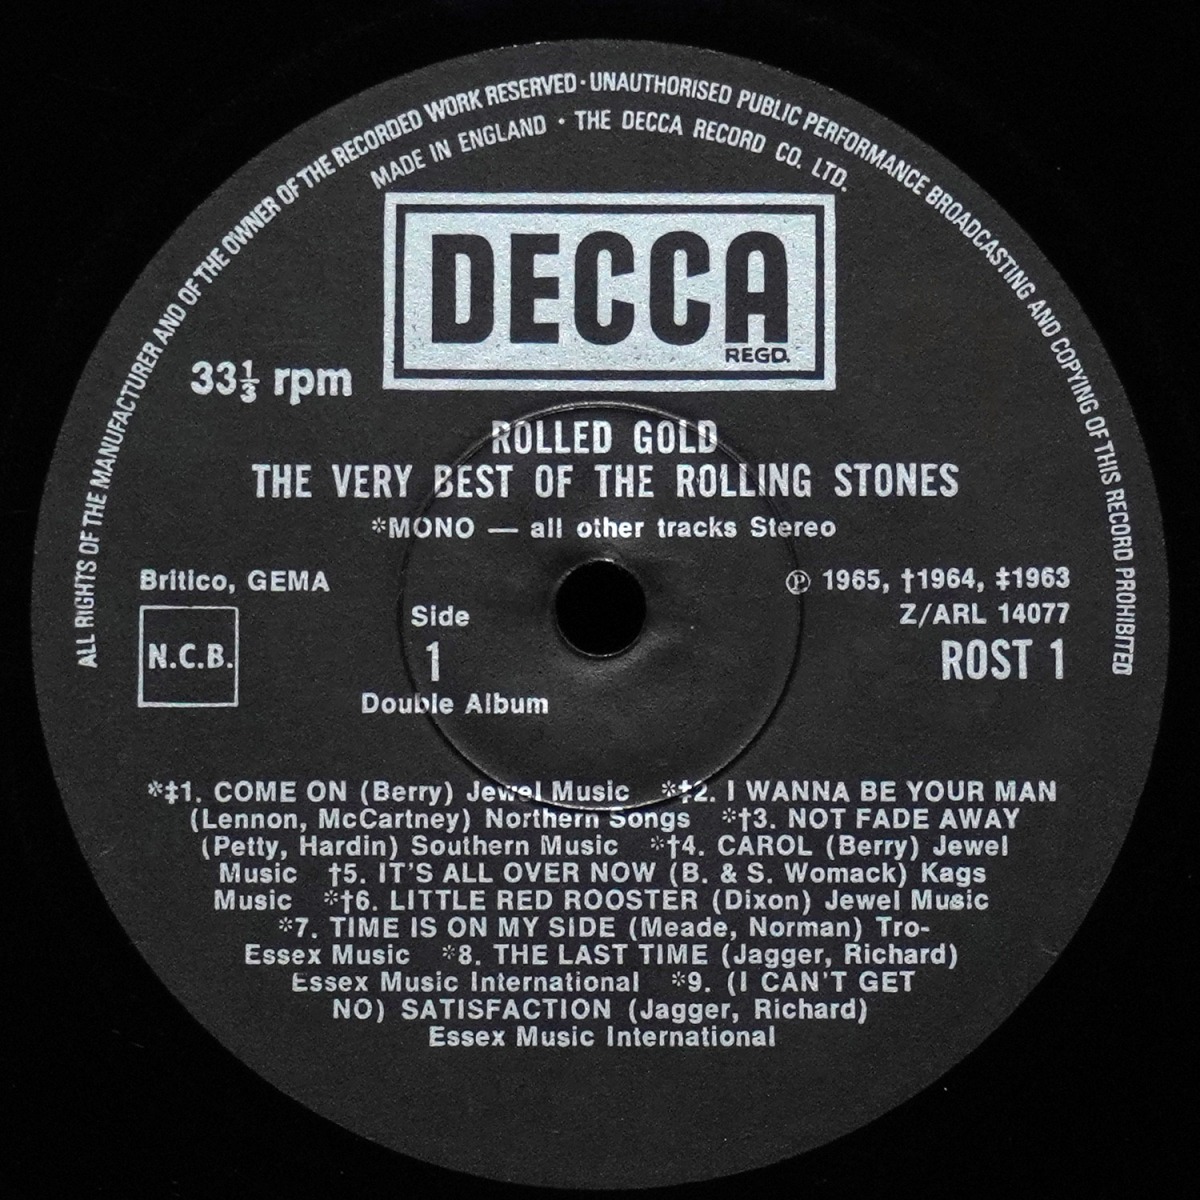 ALL RIGHTS OF THE MANUFACTURER AND OF THE OWNER OF THE RECORDED WORK RESERVED · UNAUTHORISED PUBLIC PERFORMANCE BROADCASTING AND COPYING OF THIS RECORD PROHIBITED
MADE IN ENGLAND · THE DECCA RECORD CO. LTD.
DECCA
REGD.
33⅓ rpm
ROLLED GOLD
THE VERY BEST OF THE ROLLING STONES
*MONO — all other tracks Stereo
Britico, GEMA
℗ 1965, †1964, ‡1963
Side
Z/ARL 14077
N.C.B.
1
ROST 1
Double Album
*‡1. COME ON (Berry) Jewel Music *‡2. I WANNA BE YOUR MAN
(Lennon, McCartney) Northern Songs *†3. NOT FADE AWAY
(Petty, Hardin) Southern Music *†4. CAROL (Berry) Jewel
Music †5. IT'S ALL OVER NOW (B. & S. Womack) Kags
Music *†6. LITTLE RED ROOSTER (Dixon) Jewel Music
*7. TIME IS ON MY SIDE (Meade, Norman) Tro-
Essex Music *8. THE LAST TIME (Jagger, Richard)
Essex Music International *9. (I CAN'T GET
NO) SATISFACTION (Jagger, Richard)
Essex Music International